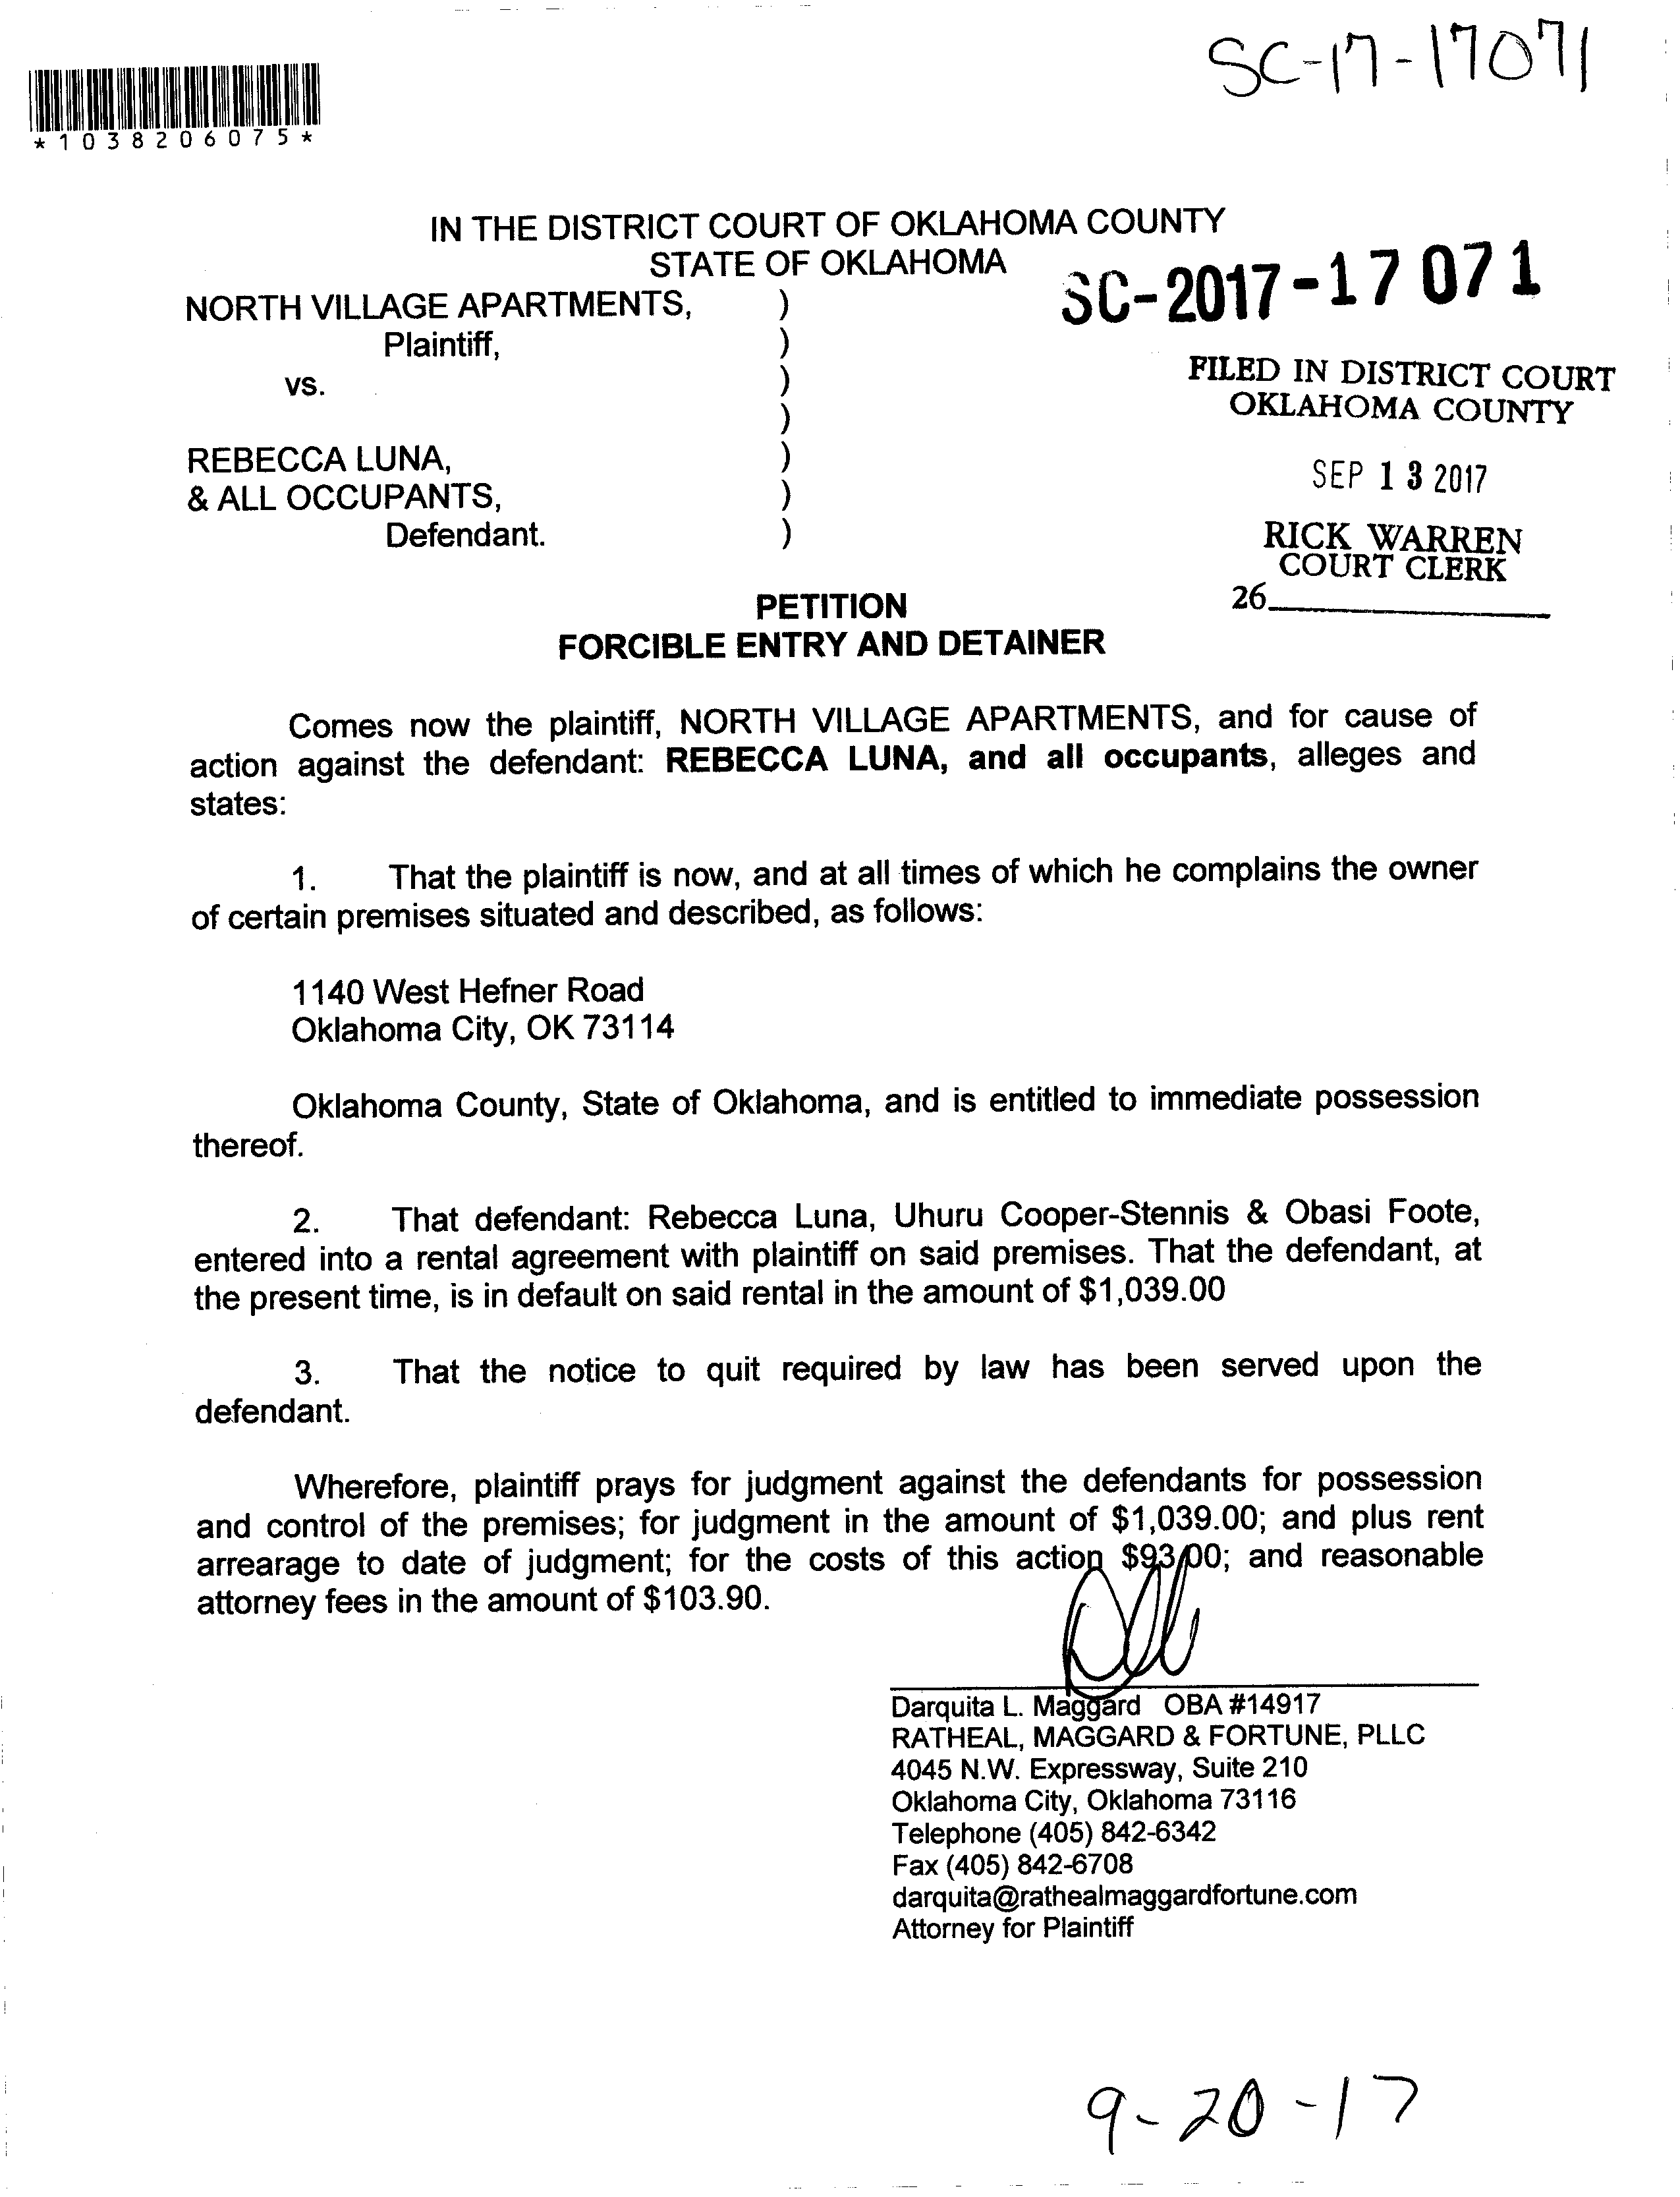 SC-17-17071
*1038206075*
IN THE DISTRICT COURT OF OKLAHOMA COUNTY
STATE OF OKLAHOMA
SC-2017-17071
NORTH VILLAGE APARTMENTS, )
Plaintiff, )
vs. )
)
REBECCA LUNA, )
& ALL OCCUPANTS, )
Defendant. )
FILED IN DISTRICT COURT
OKLAHOMA COUNTY
SEP 13 2017
RICK WARREN
COURT CLERK
26
PETITION
FORCIBLE ENTRY AND DETAINER
Comes now the plaintiff, NORTH VILLAGE APARTMENTS, and for cause of
action against the defendant: REBECCA LUNA, and all occupants, alleges and
states:
1. That the plaintiff is now, and at all times of which he complains the owner
of certain premises situated and described, as follows:
1140 West Hefner Road
Oklahoma City, OK 73114
Oklahoma County, State of Oklahoma, and is entitled to immediate possession
thereof.
2. That defendant: Rebecca Luna, Uhuru Cooper-Stennis & Obasi Foote,
entered into a rental agreement with plaintiff on said premises. That the defendant, at
the present time, is in default on said rental in the amount of $1,039.00
3. That the notice to quit required by law has been served upon the
defendant.
Wherefore, plaintiff prays for judgment against the defendants for possession
and control of the premises; for judgment in the amount of $1,039.00; and plus rent
arrearage to date of judgment; for the costs of this action $93.00; and reasonable
attorney fees in the amount of $103.90.
Darquita L. Maggard OBA #14917
RATHEAL, MAGGARD & FORTUNE, PLLC
4045 N.W. Expressway, Suite 210
Oklahoma City, Oklahoma 73116
Telephone (405) 842-6342
Fax (405) 842-6708
darquita@rathealmaggardfortune.com
Attorney for Plaintiff
9-20-17